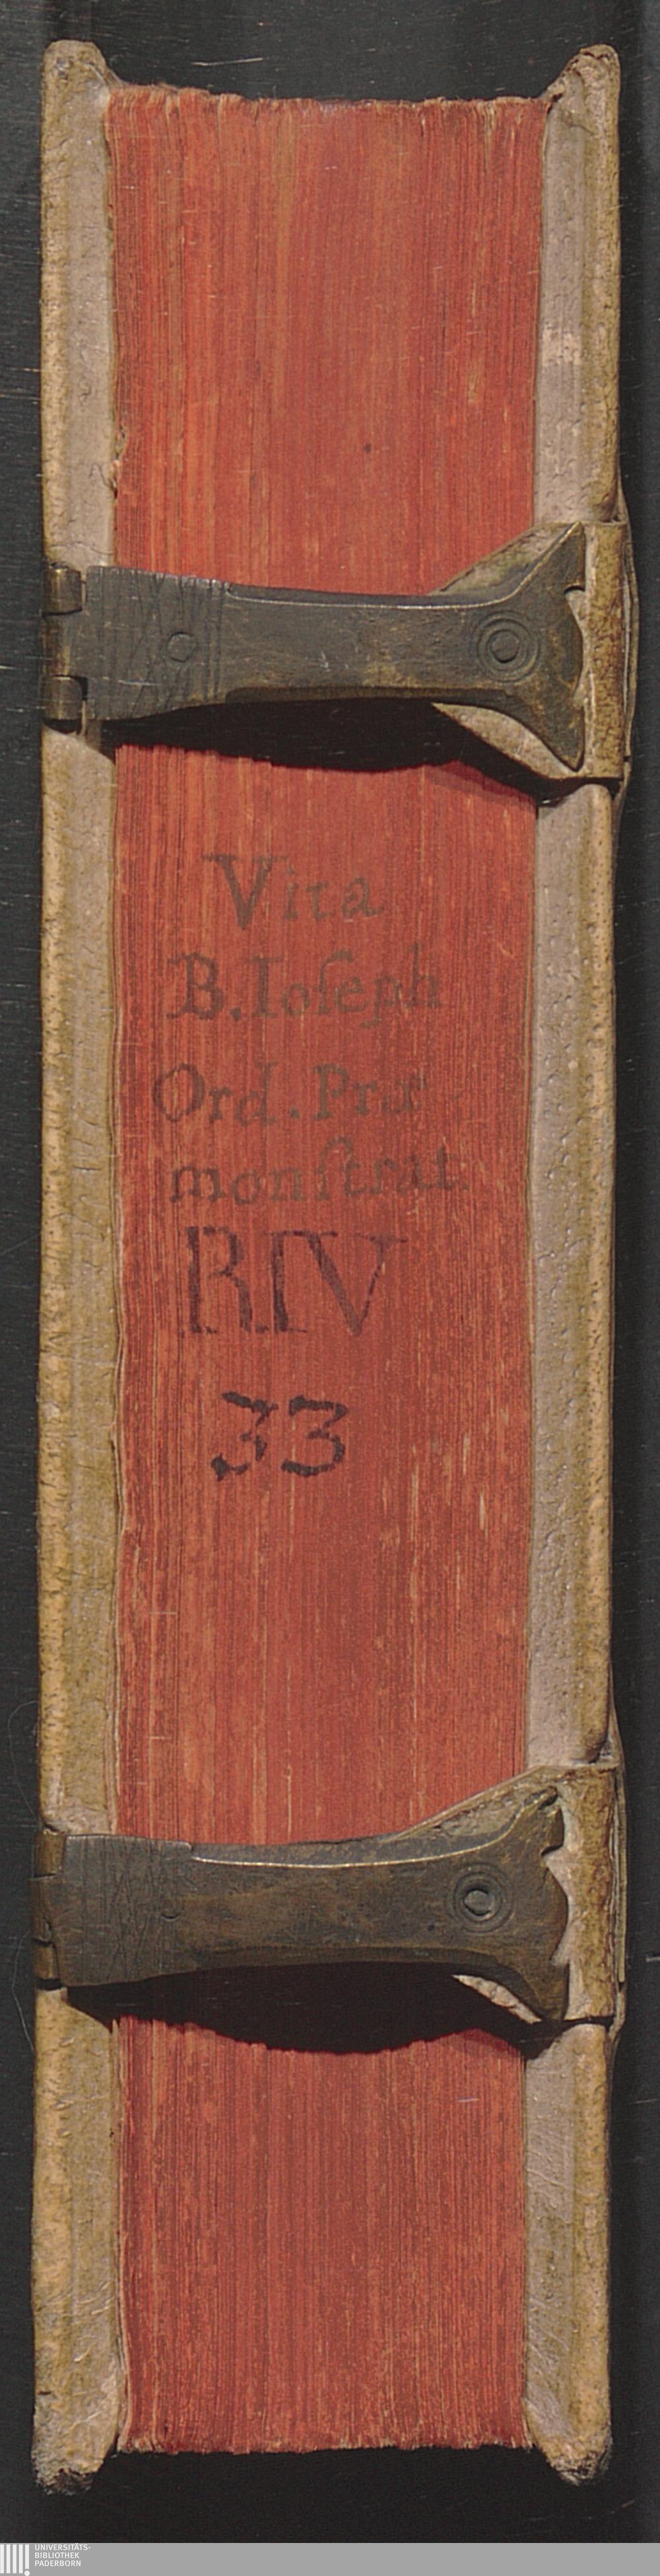 Vita
B. Ioſeph
Ord. Præ
monſtrat.
RIV
33
UNIVERSITÄTS-
BIBLIOTHEK
PADERBORN